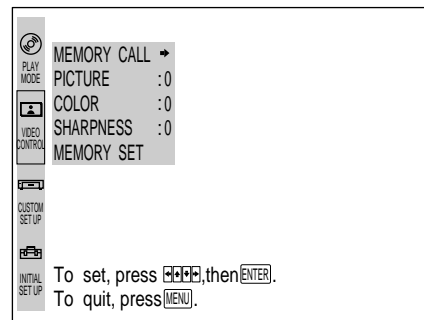 PLAY
MODE
VIDEO
CONTROL
CUSTOM
SET UP
INITIAL
SET UP
MEMORY CALL
PICTURE :0
COLOR :0
SHARPNESS :0
MEMORY SET
To set, press ,then ENTER.
To quit, press MENU.